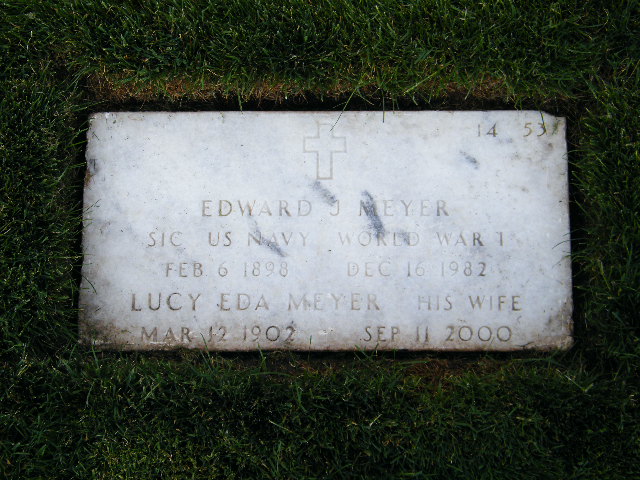 14 53
EDWARD J MEYER
S1C US NAVY WORLD WAR I
FEB 6 1898 DEC 16 1982
LUCY EDA MEYER HIS WIFE
MAR 12 1902 SEP 11 2000